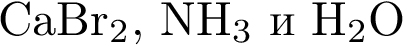 CaBr₂, NH₃ и H₂O